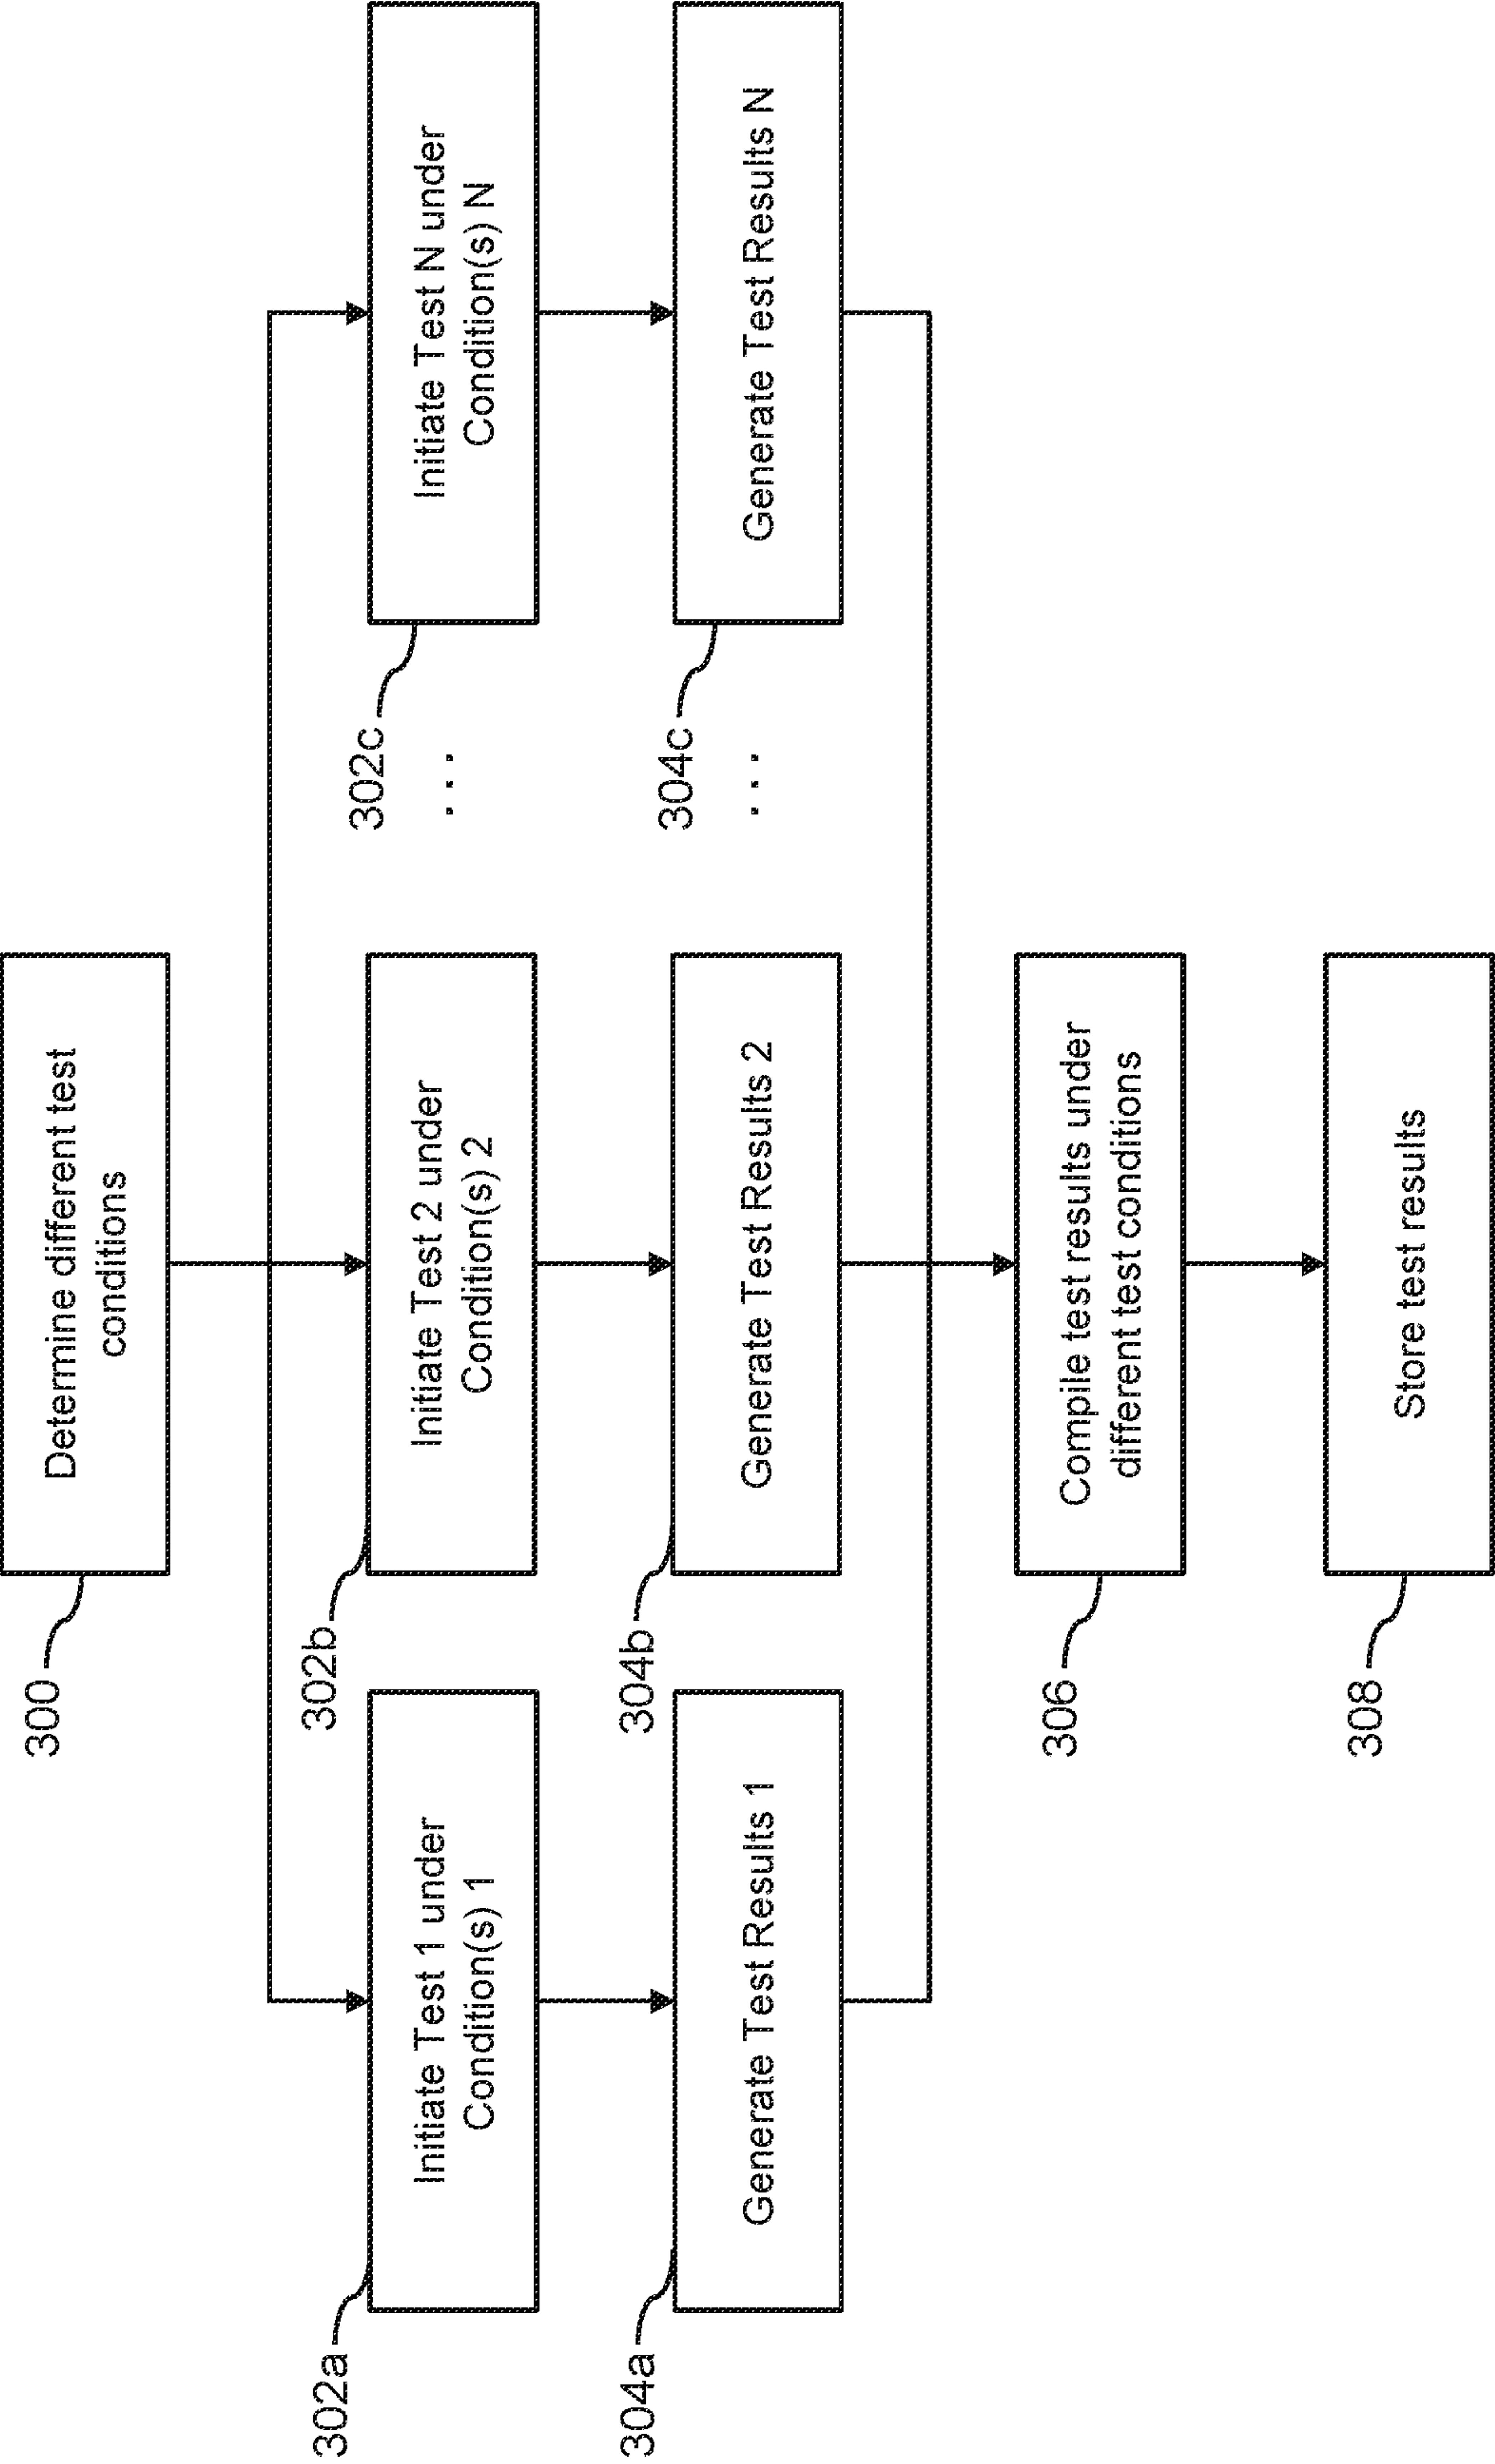 300
Determine different test
conditions
302a
Initiate Test 1 under
Condition(s) 1
302b
Initiate Test 2 under
Condition(s) 2
...
302c
Initiate Test N under
Condition(s) N
304a
Generate Test Results 1
304b
Generate Test Results 2
...
304c
Generate Test Results N
306
Compile test results under
different test conditions
308
Store test results